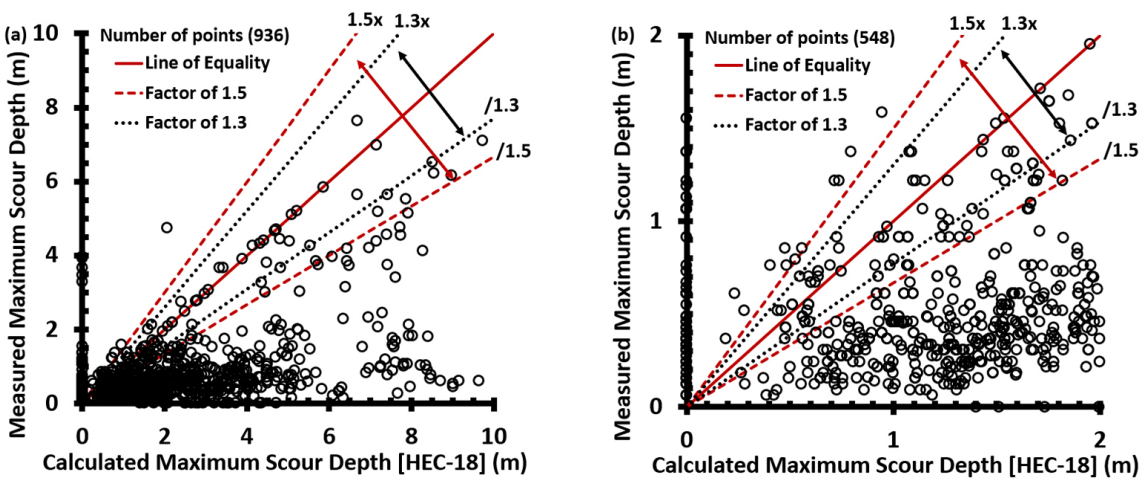 (a)
Number of points (936)
Line of Equality
Factor of 1.5
Factor of 1.3
1.5x
1.3x
/1.3
/1.5
10
8
6
4
2
0
0 2 4 6 8 10
Measured Maximum Scour Depth (m)
Calculated Maximum Scour Depth [HEC-18] (m)
(b)
Number of points (548)
Line of Equality
Factor of 1.5
Factor of 1.3
1.5x
1.3x
/1.3
/1.5
2
1
0
0 1 2
Measured Maximum Scour Depth (m)
Calculated Maximum Scour Depth [HEC-18] (m)